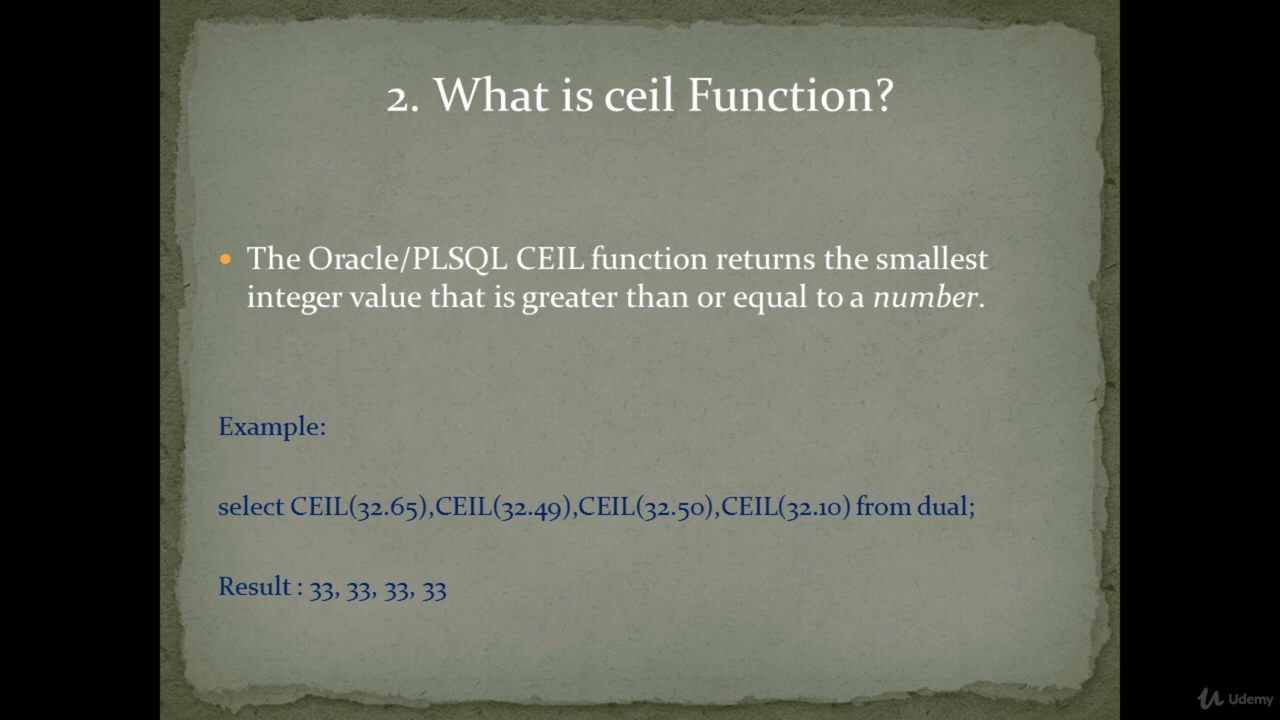 2. What is ceil Function?
• The Oracle/PLSQL CEIL function returns the smallest
integer value that is greater than or equal to a number.
Example:
select CEIL(32.65),CEIL(32.49),CEIL(32.50),CEIL(32.10) from dual;
Result : 33, 33, 33, 33
Udemy